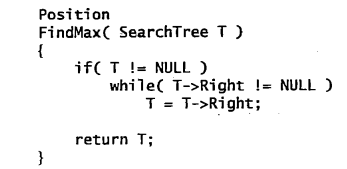 Position
FindMax( SearchTree T )
{
    if( T != NULL )
        while( T->Right != NULL )
            T = T->Right;

    return T;
}